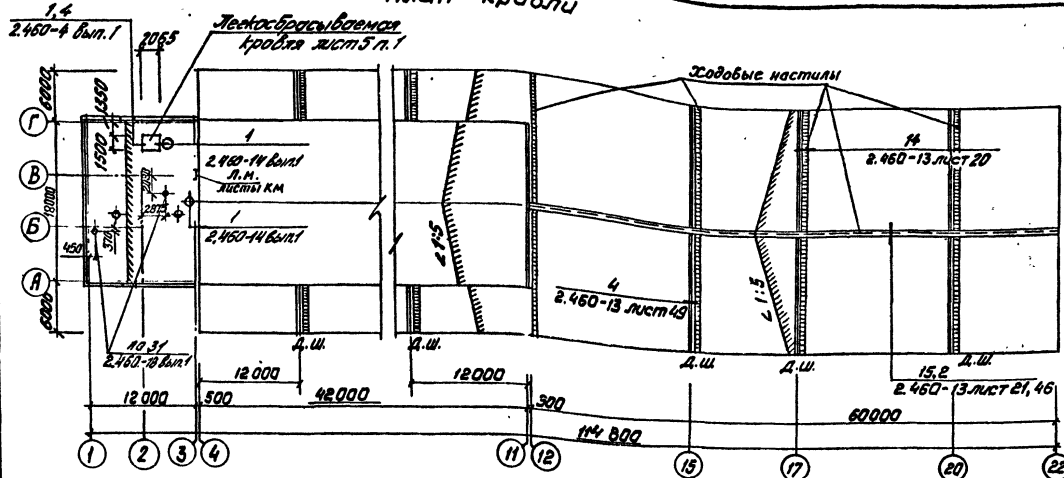 План кровли
1,4
2.460-4 вып.1
2065
Легкосбрасываемая
кровля лист 5 п.1
Ходовые настилы
6000
1350
1500
18000
6000
Г
В
Б
А
1
2.460-14 вып.1
Л.М.
листы КМ
1
2.460-14 вып.1
2875
450
370
по 31
2.460-18 вып.1
∠1:5
14
2.460-13 лист 20
4
2.460-13 лист 49
∠1:5
Д.Ш.
Д.Ш.
Д.Ш.
Д.Ш.
Д.Ш.
15,2
2.460-13 лист 21,46
12000
12000
12000
500
42000
300
60000
114800
1
2
3
4
11
12
15
17
20
22